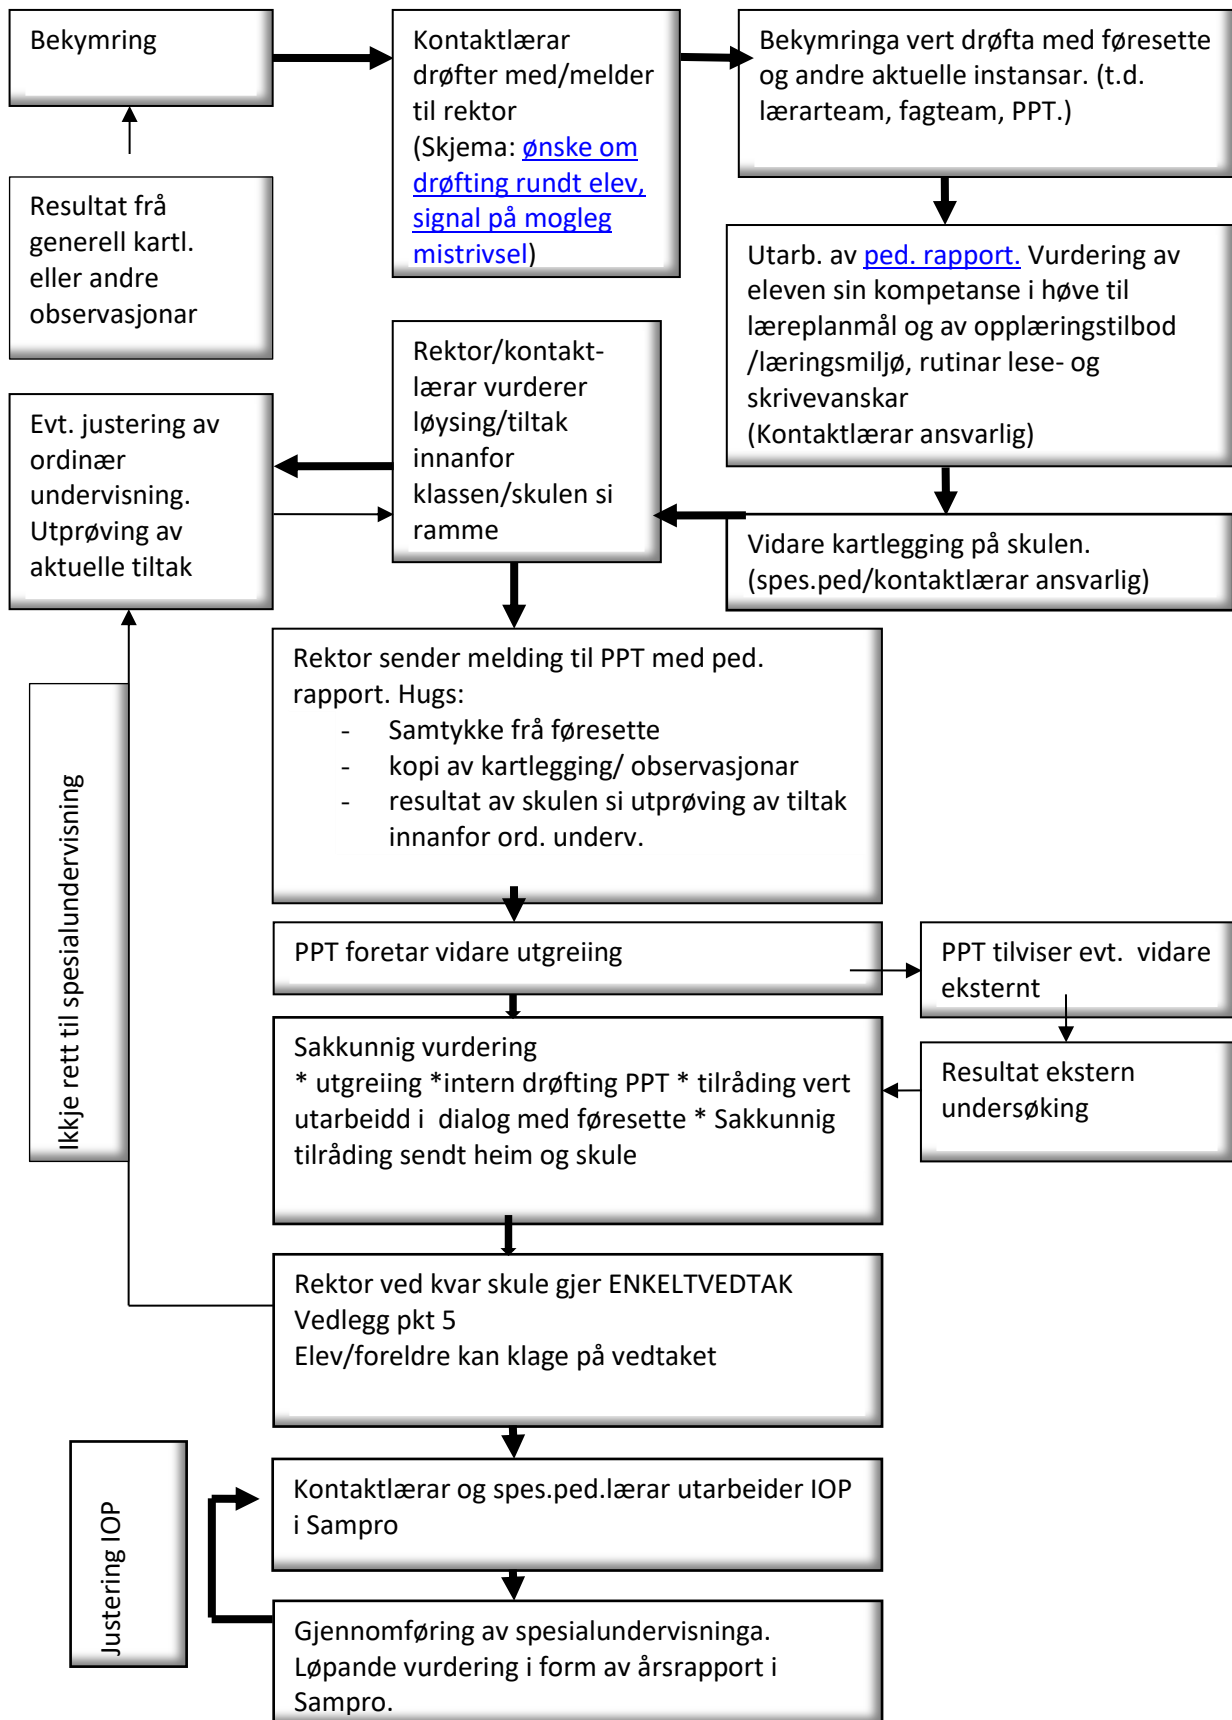 Bekymring
Kontaktlærar
drøfter med/melder
til rektor
(Skjema: ønske om
drøfting rundt elev,
signal på mogleg
mistrivsel)
Bekymringa vert drøfta med føresette
og andre aktuelle instansar. (t.d.
lærarteam, fagteam, PPT.)
Resultat frå
generell kartl.
eller andre
observasjonar
Utarb. av ped. rapport. Vurdering av
eleven sin kompetanse i høve til
læreplanmål og av opplæringstilbod
/læringsmiljø, rutinar lese- og
skrivevanskar
(Kontaktlærar ansvarlig)
Rektor/kontakt-
lærar vurderer
løysing/tiltak
innanfor
klassen/skulen si
ramme
Evt. justering av
ordinær
undervisning.
Utprøving av
aktuelle tiltak
Vidare kartlegging på skulen.
(spes.ped/kontaktlærar ansvarlig)
Rektor sender melding til PPT med ped.
rapport. Hugs:
- Samtykke frå føresette
- kopi av kartlegging/ observasjonar
- resultat av skulen si utprøving av tiltak
innanfor ord. underv.
Ikkje rett til spesialundervisning
PPT foretar vidare utgreiing
PPT tilviser evt. vidare
eksternt
Sakkunnig vurdering
* utgreiing *intern drøfting PPT * tilråding vert
utarbeidd i dialog med føresette * Sakkunnig
tilråding sendt heim og skule
Resultat ekstern
undersøking
Rektor ved kvar skule gjer ENKELTVEDTAK
Vedlegg pkt 5
Elev/foreldre kan klage på vedtaket
Justering IOP
Kontaktlærar og spes.ped.lærar utarbeider IOP
i Sampro
Gjennomføring av spesialundervisninga.
Løpande vurdering i form av årsrapport i
Sampro.